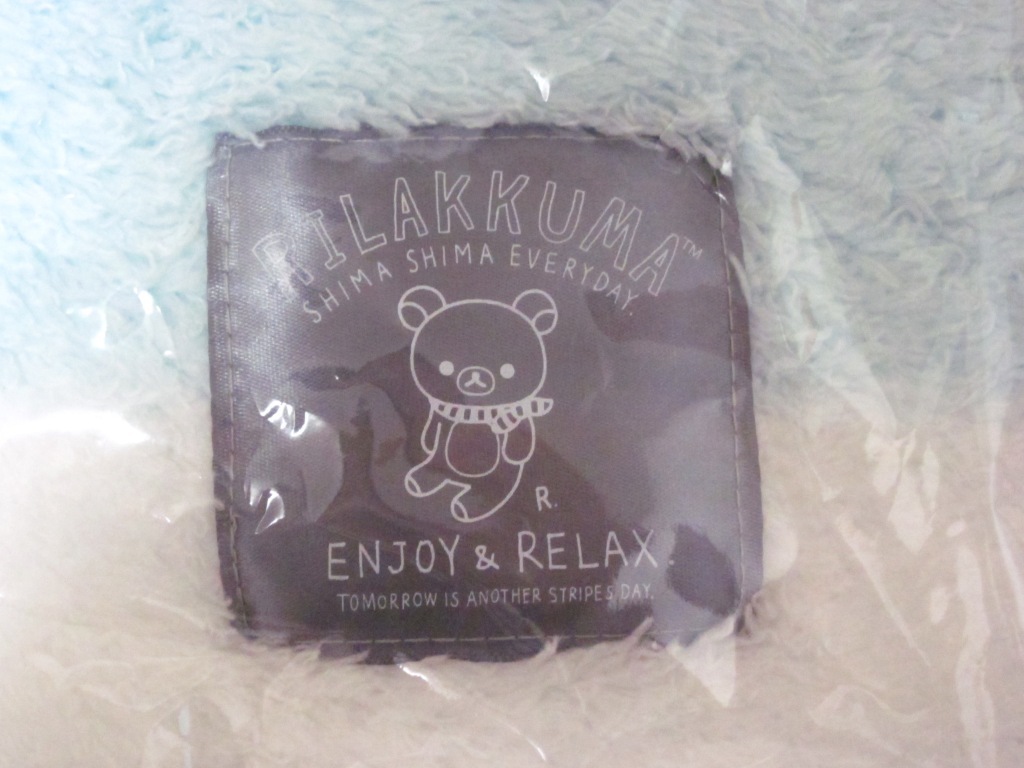 RILAKKUMA™
SHIMA SHIMA EVERYDAY.
R.
ENJOY & RELAX.
TOMORROW IS ANOTHER STRIPES DAY.